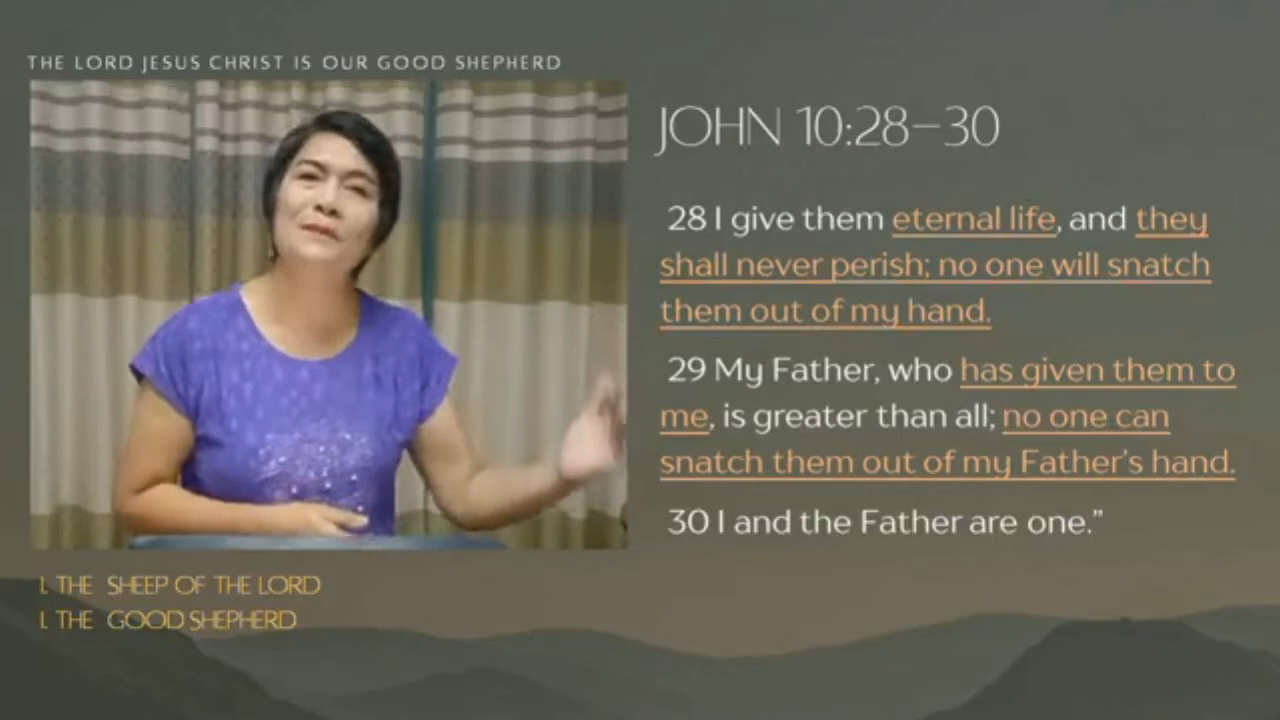 THE LORD JESUS CHRIST IS OUR GOOD SHEPHERD
JOHN 10:28-30
28 I give them eternal life, and they
shall never perish; no one will snatch
them out of my hand.
29 My Father, who has given them to
me, is greater than all; no one can
snatch them out of my Father's hand.
30 I and the Father are one.”
I. THE SHEEP OF THE LORD
I. THE GOOD SHEPHERD